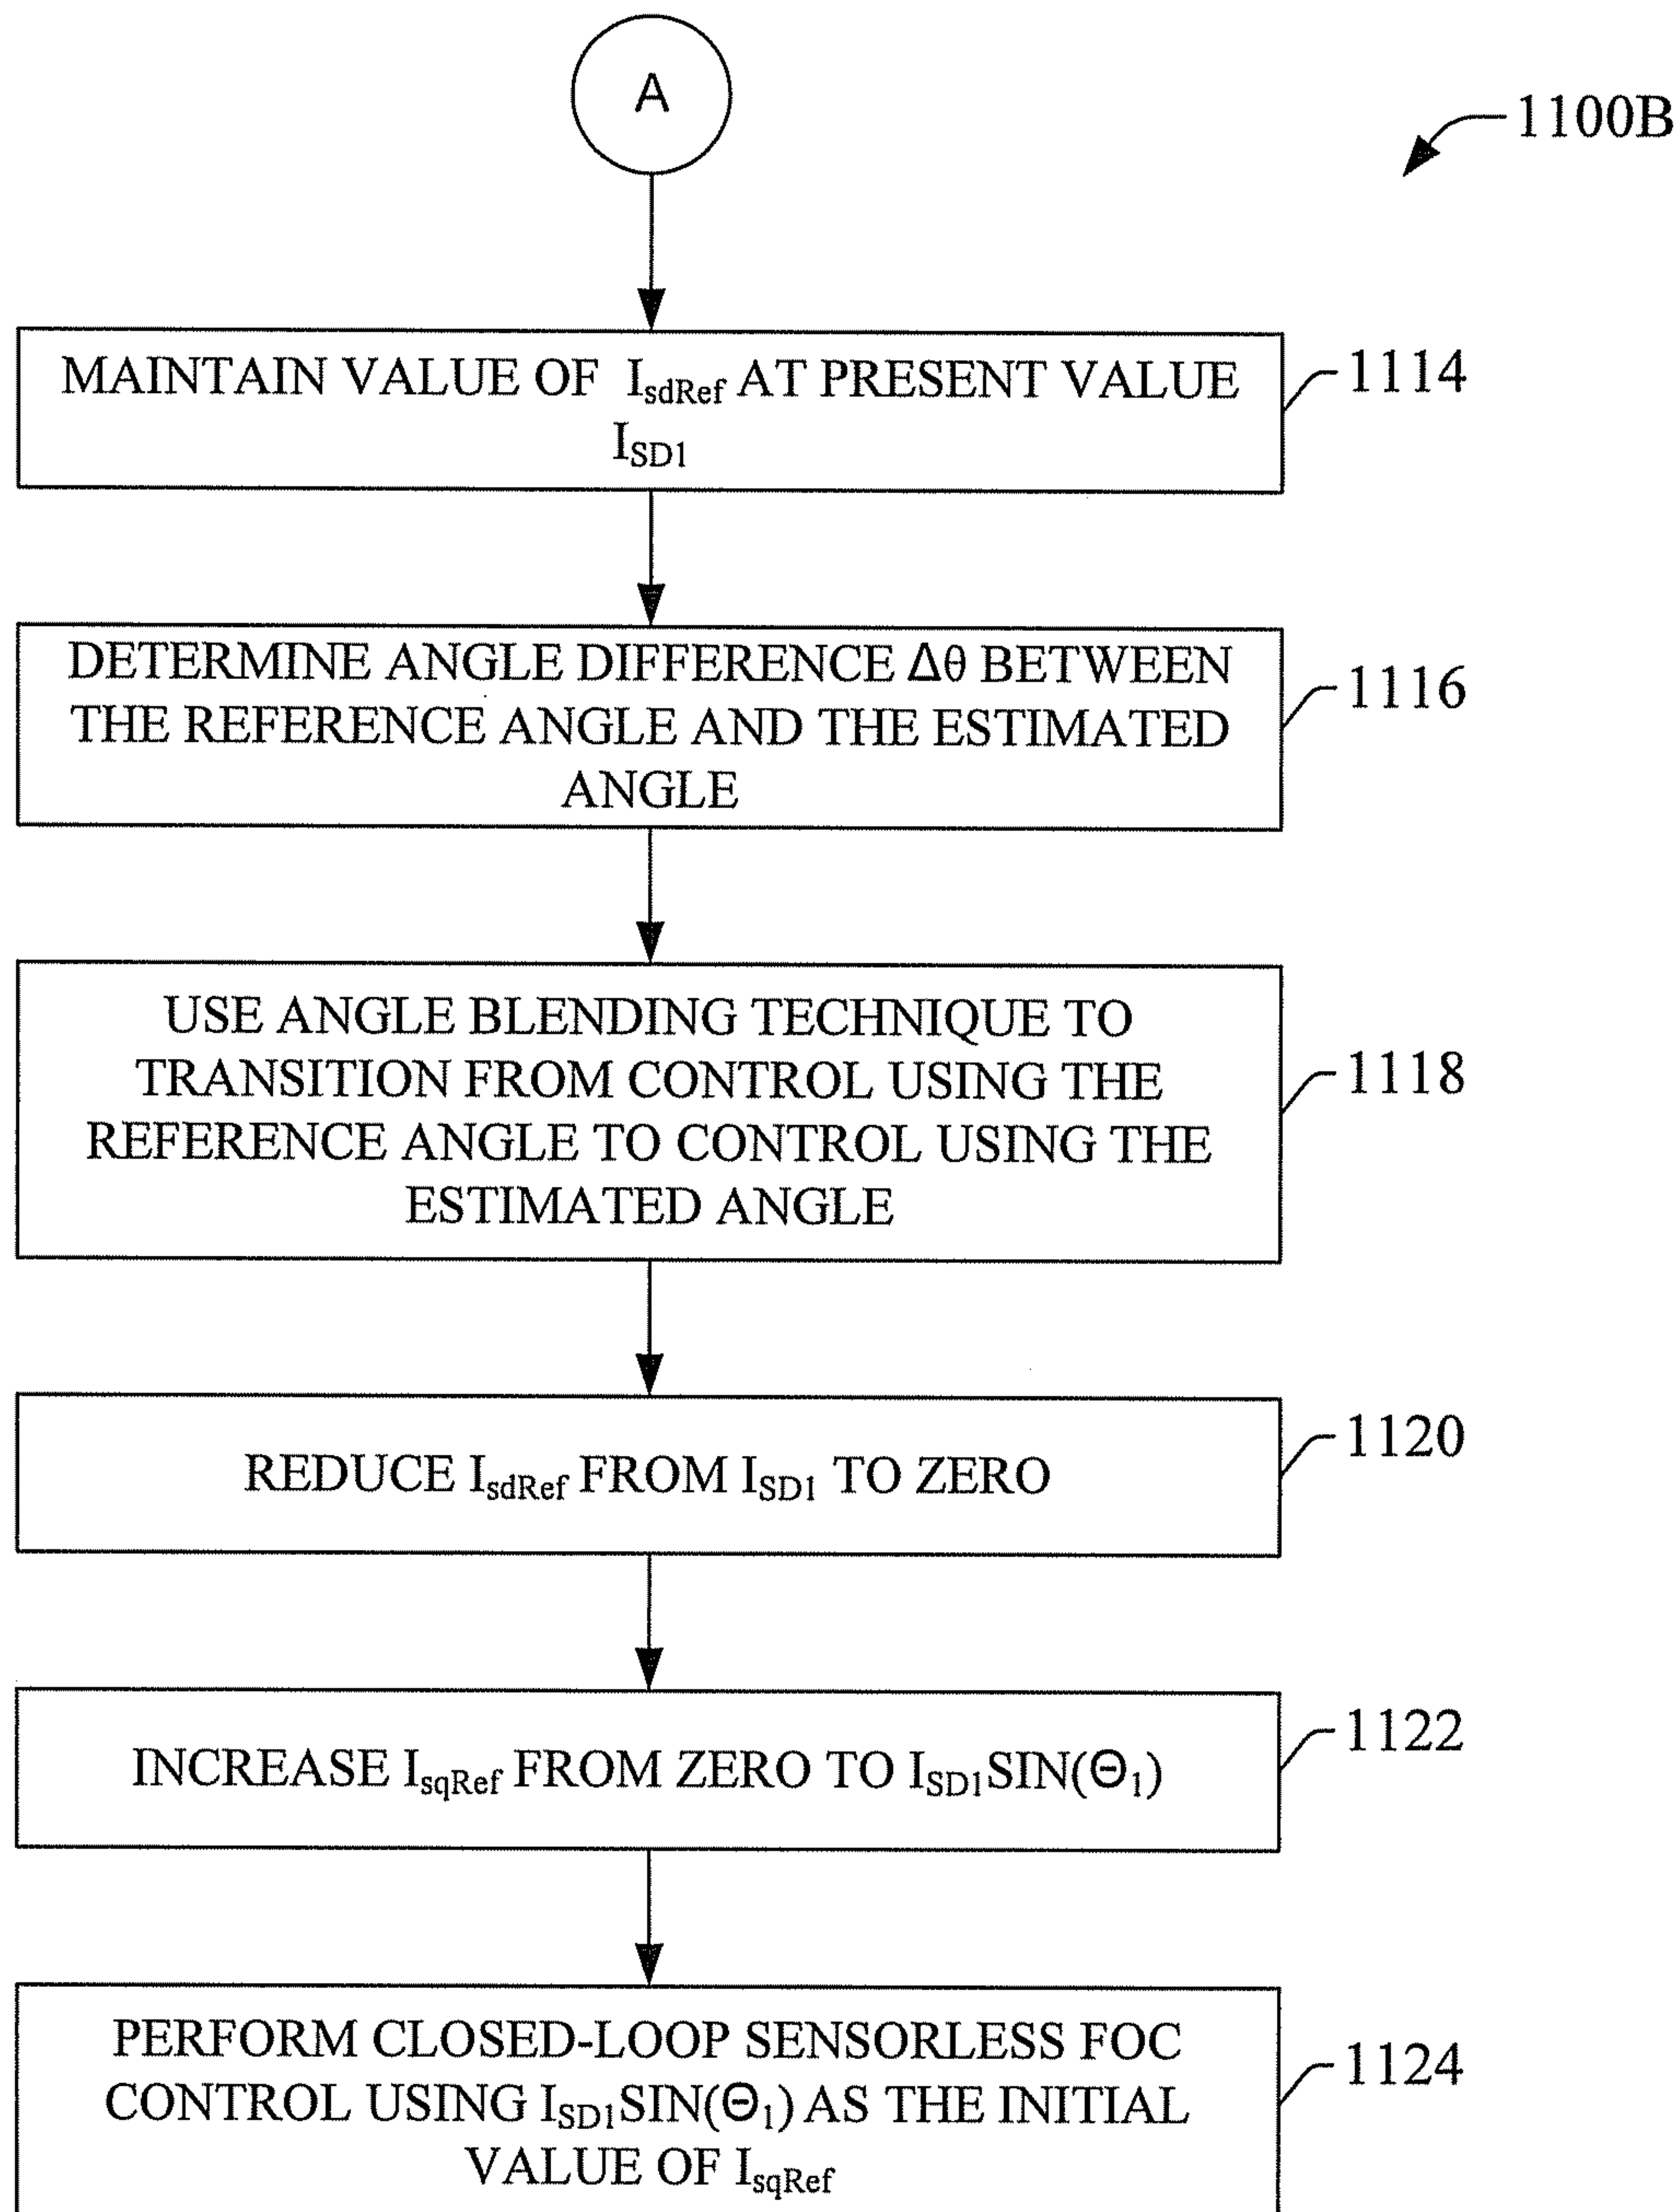 A
1100B
MAINTAIN VALUE OF IsdRef AT PRESENT VALUE
ISD1
1114
DETERMINE ANGLE DIFFERENCE Δθ BETWEEN
THE REFERENCE ANGLE AND THE ESTIMATED
ANGLE
1116
USE ANGLE BLENDING TECHNIQUE TO
TRANSITION FROM CONTROL USING THE
REFERENCE ANGLE TO CONTROL USING THE
ESTIMATED ANGLE
1118
REDUCE IsdRef FROM ISD1 TO ZERO
1120
INCREASE IsqRef FROM ZERO TO ISD1SIN(Θ1)
1122
PERFORM CLOSED-LOOP SENSORLESS FOC
CONTROL USING ISD1SIN(Θ1) AS THE INITIAL
VALUE OF IsqRef
1124